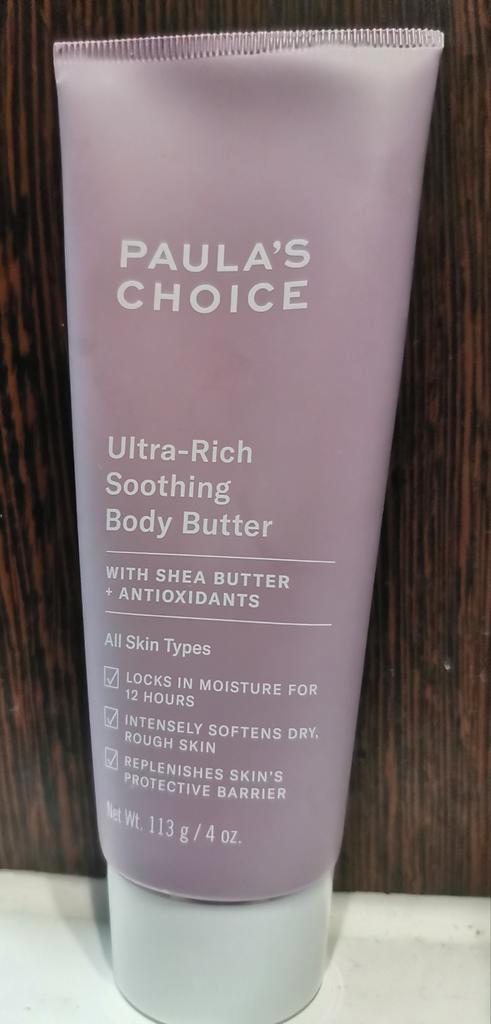 PAULA'S
CHOICE
Ultra-Rich
Soothing
Body Butter
WITH SHEA BUTTER
+ ANTIOXIDANTS
All Skin Types
☑ LOCKS IN MOISTURE FOR
12 HOURS
☑ INTENSELY SOFTENS DRY,
ROUGH SKIN
☑ REPLENISHES SKIN'S
PROTECTIVE BARRIER
Net Wt. 113 g / 4 oz.